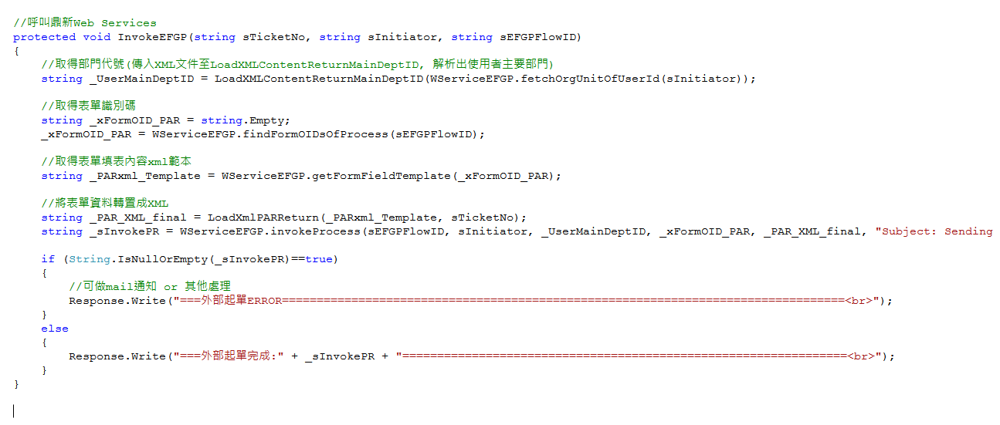 //呼叫鼎新Web Services
protected void InvokeEFGP(string sTicketNo, string sInitiator, string sEFGPFlowID)
{
//取得部門代號(傳入XML文件至LoadXMLContentReturnMainDeptID, 解析出使用者主要部門)
string _UserMainDeptID = LoadXMLContentReturnMainDeptID(WServiceEFGP.fetchOrgUnitOfUserId(sInitiator));
//取得表單識別碼
string _xFormOID_PAR = string.Empty;
_xFormOID_PAR = WServiceEFGP.findFormOIDsOfProcess(sEFGPFlowID);
//取得表單填表內容xml範本
string _PARxml_Template = WServiceEFGP.getFormFieldTemplate(_xFormOID_PAR);
//將表單資料轉置成XML
string _PAR_XML_final = LoadXmlPARReturn(_PARxml_Template, sTicketNo);
string _sInvokePR = WServiceEFGP.invokeProcess(sEFGPFlowID, sInitiator, _UserMainDeptID, _xFormOID_PAR, _PAR_XML_final, "Subject: Sending
if (String.IsNullOrEmpty(_sInvokePR)==true)
{
//可做mail通知 or 其他處理
Response.Write("===外部起單ERROR=================================================================================<br>");
}
else
{
Response.Write("===外部起單完成:" + _sInvokePR + "================================================================<br>");
}
}